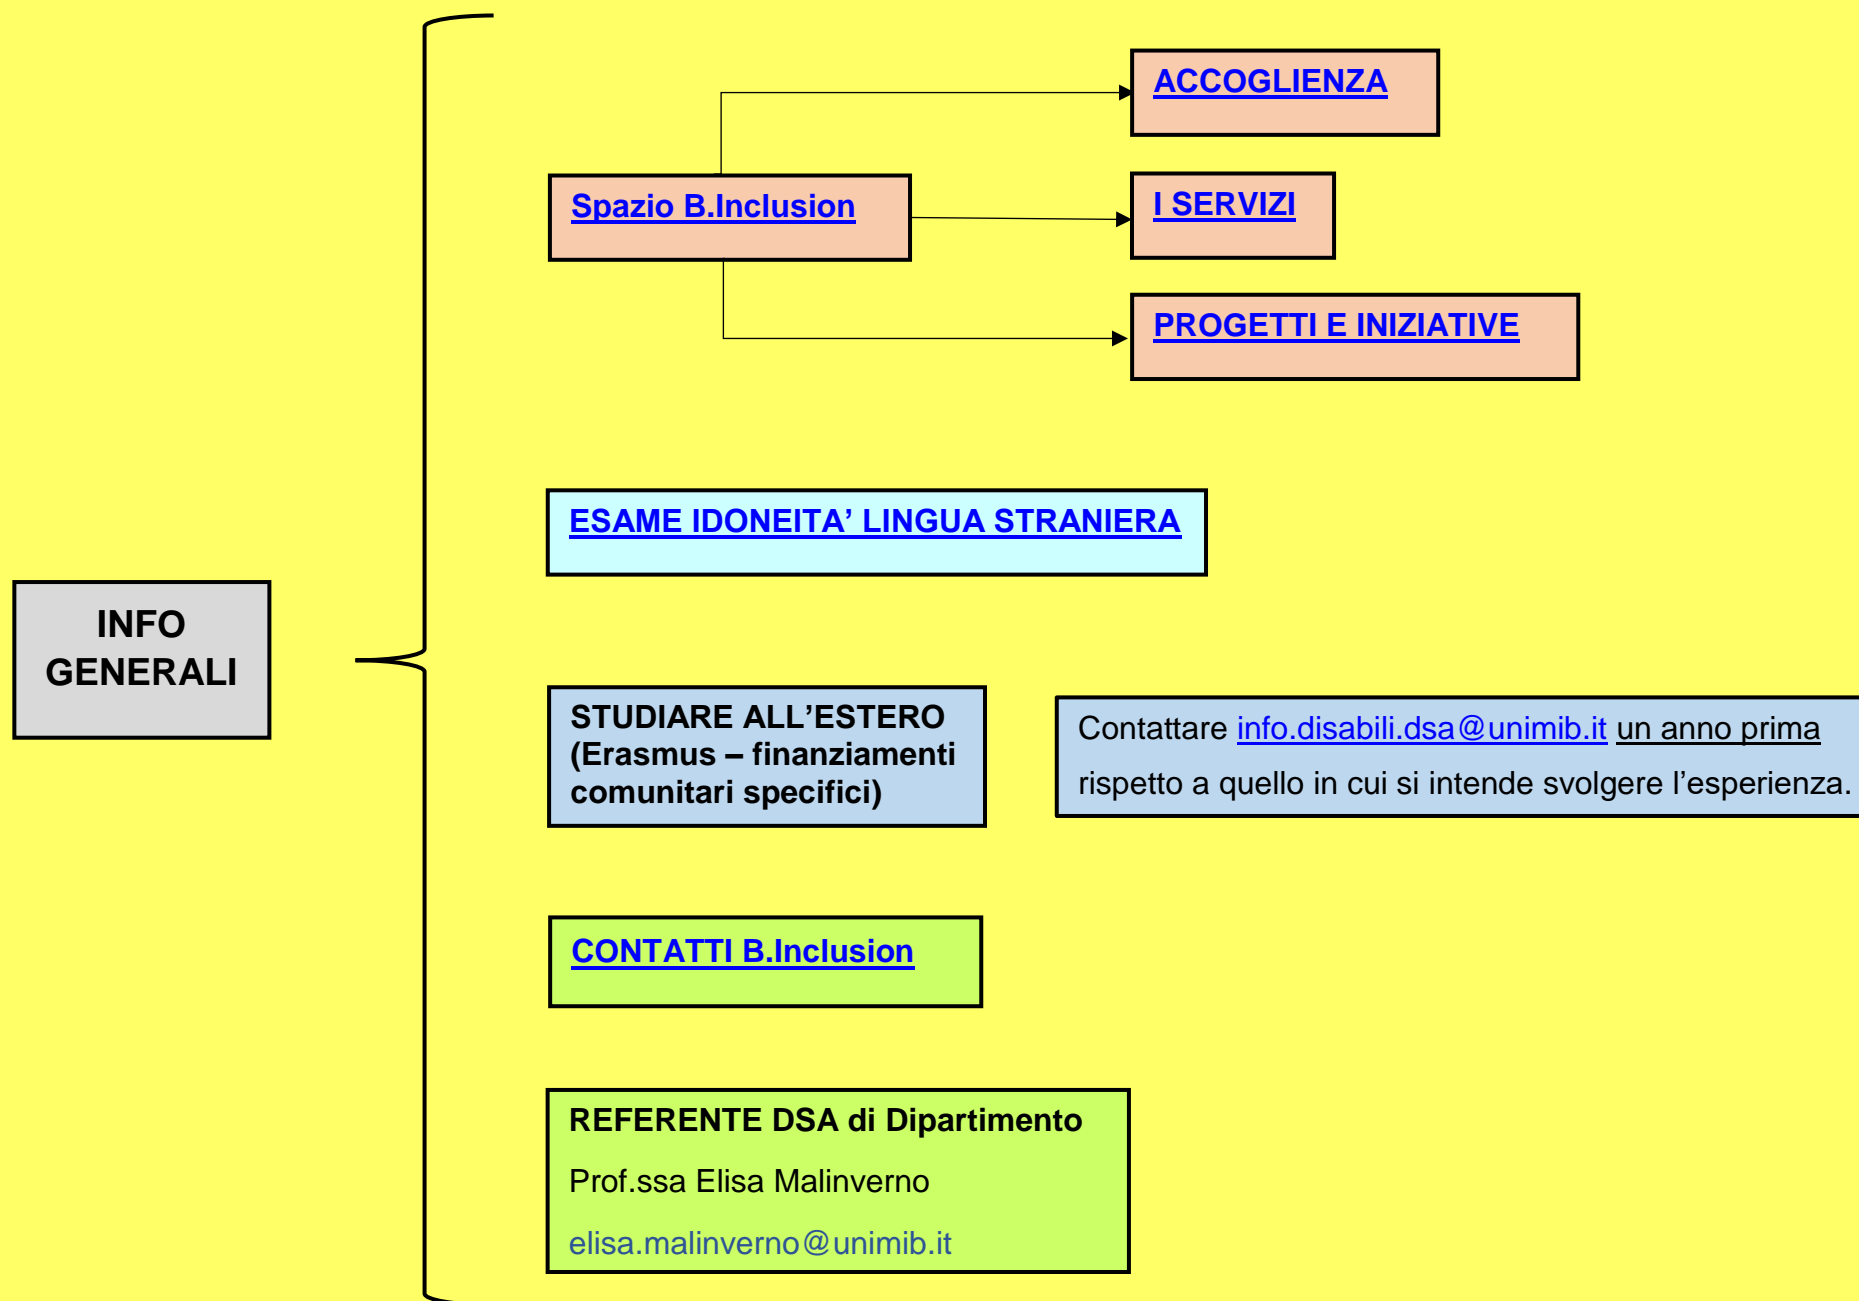 INFO
GENERALI
Spazio B.Inclusion
ACCOGLIENZA
I SERVIZI
PROGETTI E INIZIATIVE
ESAME IDONEITA’ LINGUA STRANIERA
STUDIARE ALL’ESTERO
(Erasmus – finanziamenti
comunitari specifici)
Contattare info.disabili.dsa@unimib.it un anno prima
rispetto a quello in cui si intende svolgere l’esperienza.
CONTATTI B.Inclusion
REFERENTE DSA di Dipartimento
Prof.ssa Elisa Malinverno
elisa.malinverno@unimib.it